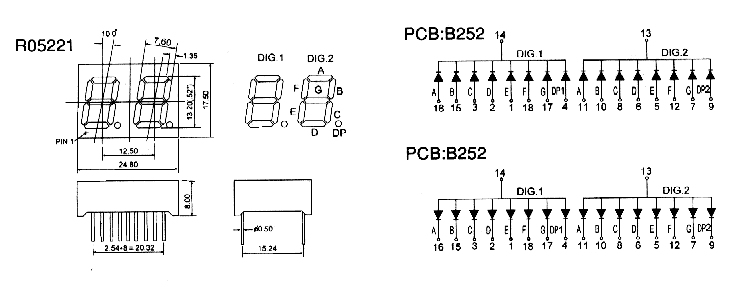 R05221
10.0
7.60
1.35
DIG.1
DIG.2
A
F
G
B
E
C
D
DP
13.20(.52")
17.50
PIN 1
12.50
24.80
8.00
2.54*8=20.32
ø0.50
15.24
PCB:B252
14
13
DIG.1
DIG.2
A B C D E F G DP1 A B C D E F G DP2
18 15 3 2 1 18 17 4 11 10 8 6 5 12 7 9
PCB:B252
14
13
DIG.1
DIG.2
A B C D E F G DP1 A B C D E F G DP2
16 15 3 2 1 18 17 4 11 10 8 6 5 12 7 9